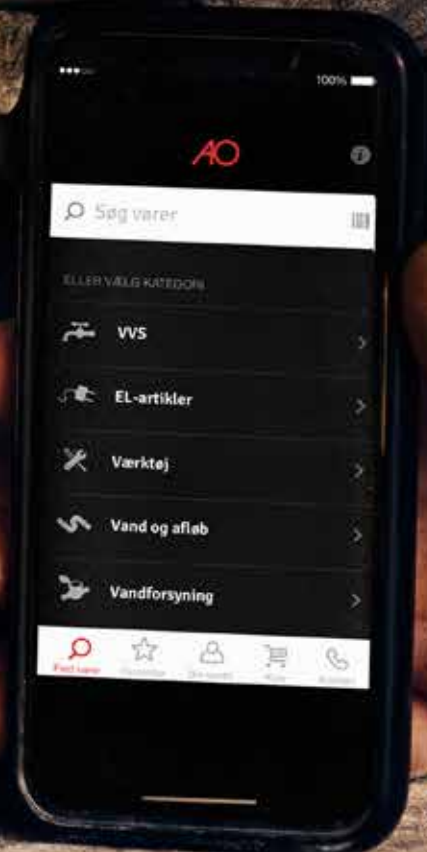 100%
AO
Søg varer
ELLER VÆLG KATEGORI
VVS
EL-artikler
Værktøj
Vand og afløb
Vandforsyning
Find varer